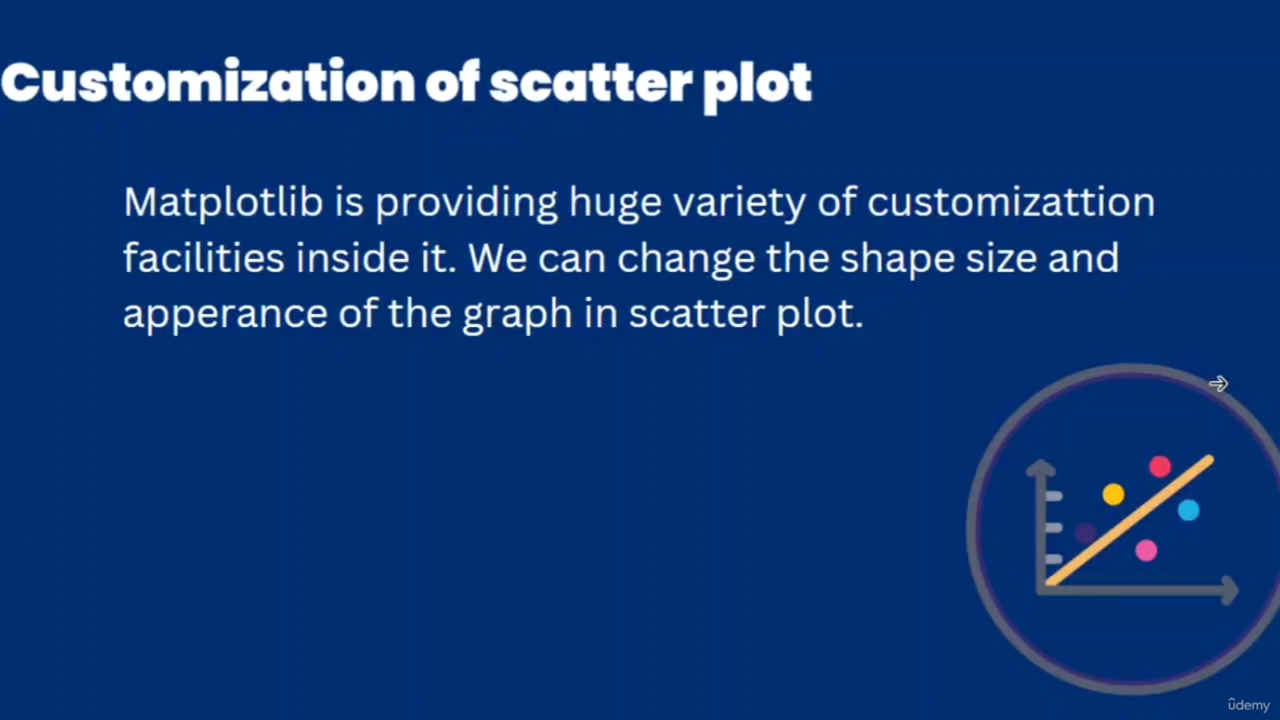 Customization of scatter plot
Matplotlib is providing huge variety of customizattion
facilities inside it. We can change the shape size and
apperance of the graph in scatter plot.
ûdemy